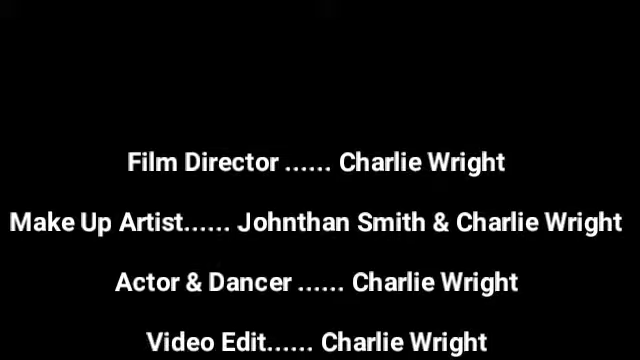 Film Director ...... Charlie Wright
Make Up Artist...... Johnthan Smith & Charlie Wright
Actor & Dancer ...... Charlie Wright
Video Edit...... Charlie Wright